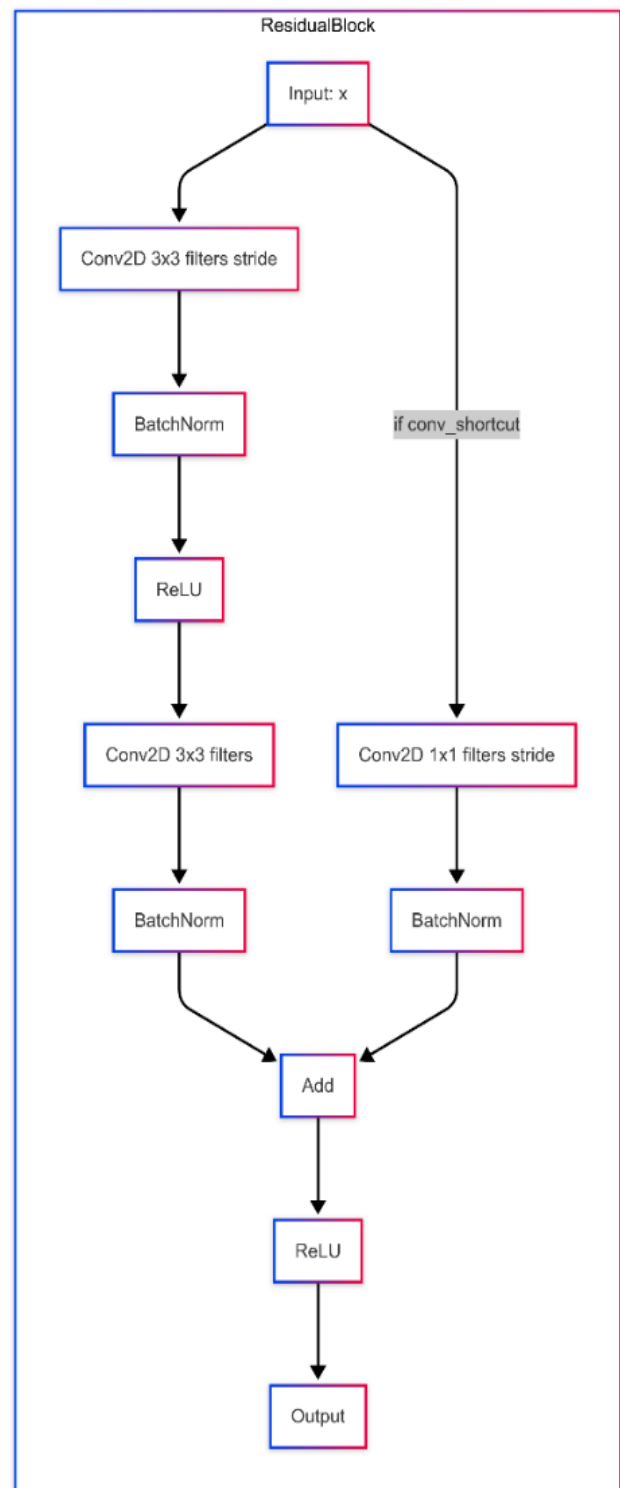 ResidualBlock
Input: x
Conv2D 3x3 filters stride
BatchNorm
if conv_shortcut
ReLU
Conv2D 3x3 filters
Conv2D 1x1 filters stride
BatchNorm
BatchNorm
Add
ReLU
Output